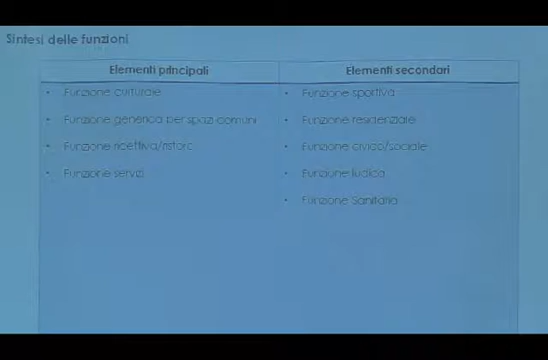 Sintesi delle funzioni
Elementi principali
Elementi secondari
• Funzione culturale
• Funzione generica per spazi comuni
• Funzione ricettiva/ristoro
• Funzione servizi
• Funzione sportiva
• Funzione residenziale
• Funzione civico/sociale
• Funzione ludica
• Funzione Sanitaria